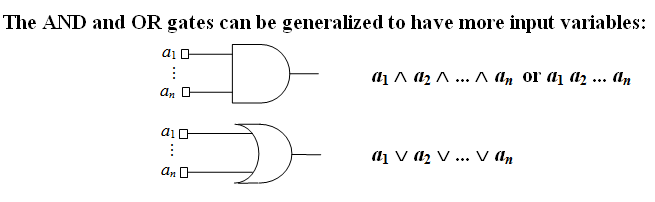 The AND and OR gates can be generalized to have more input variables:
a₁
⋮
aₙ
a₁ ∧ a₂ ∧ ... ∧ aₙ or a₁ a₂ ... aₙ
a₁
⋮
aₙ
a₁ ∨ a₂ ∨ ... ∨ aₙ